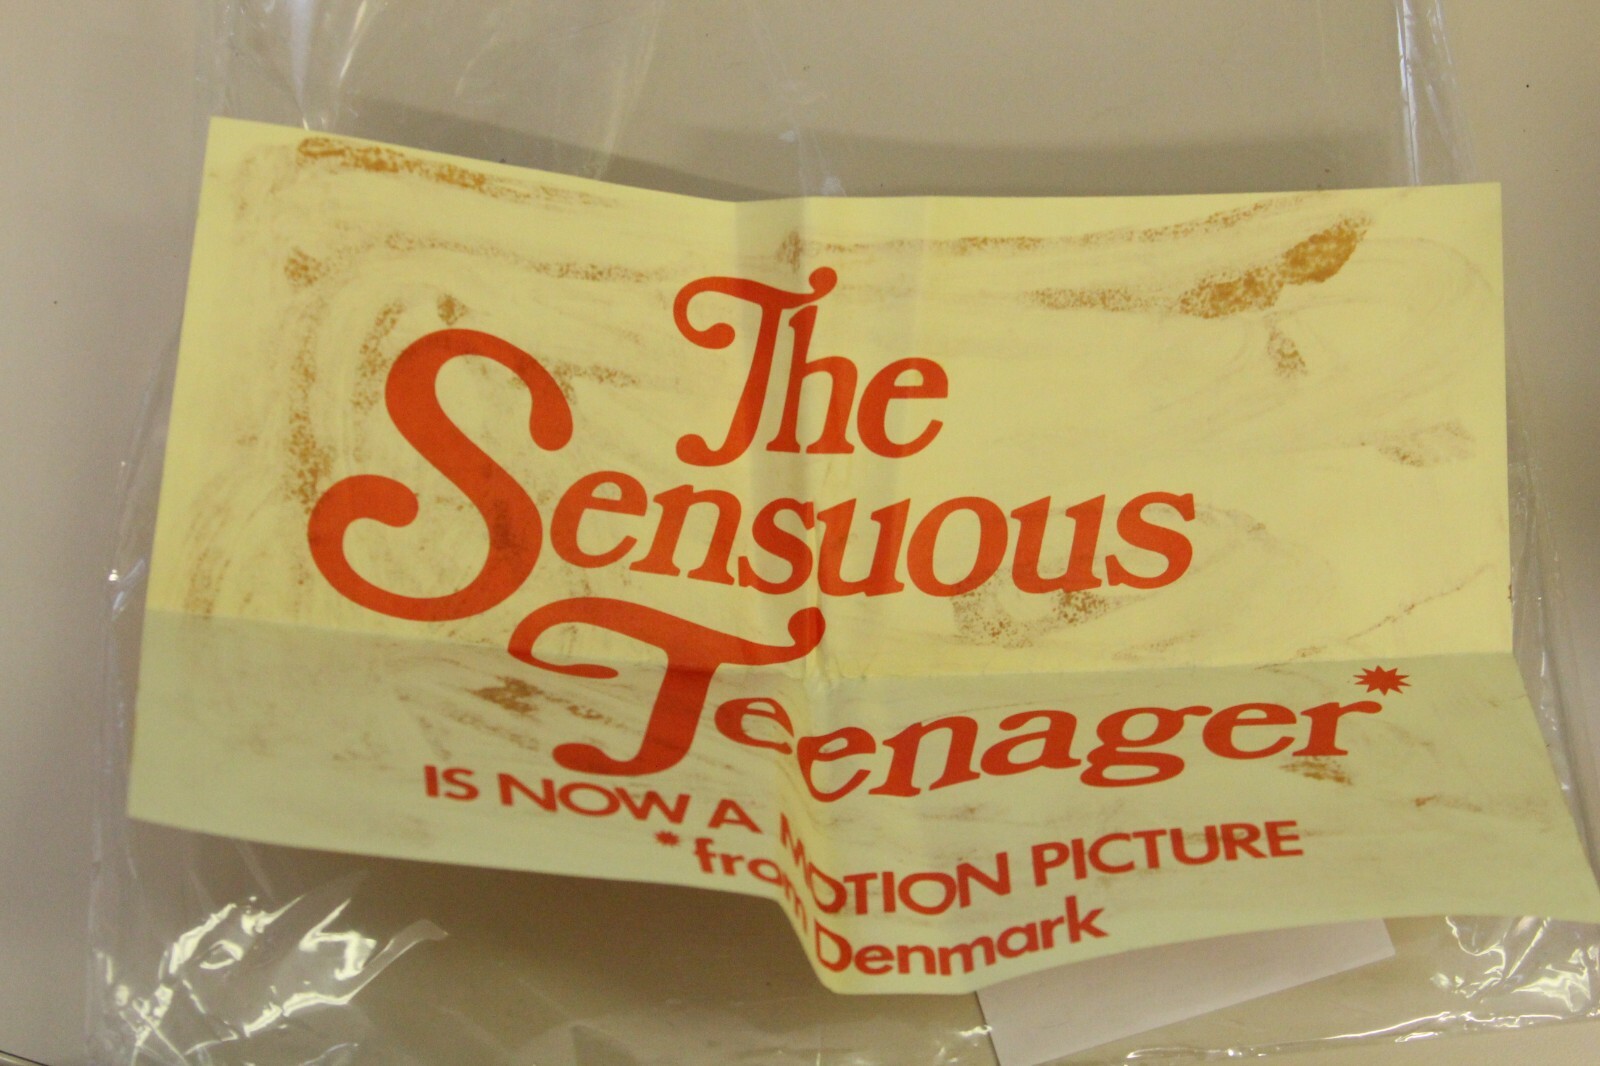 The
Sensuous
Teenager*
IS NOW A MOTION PICTURE
*from Denmark